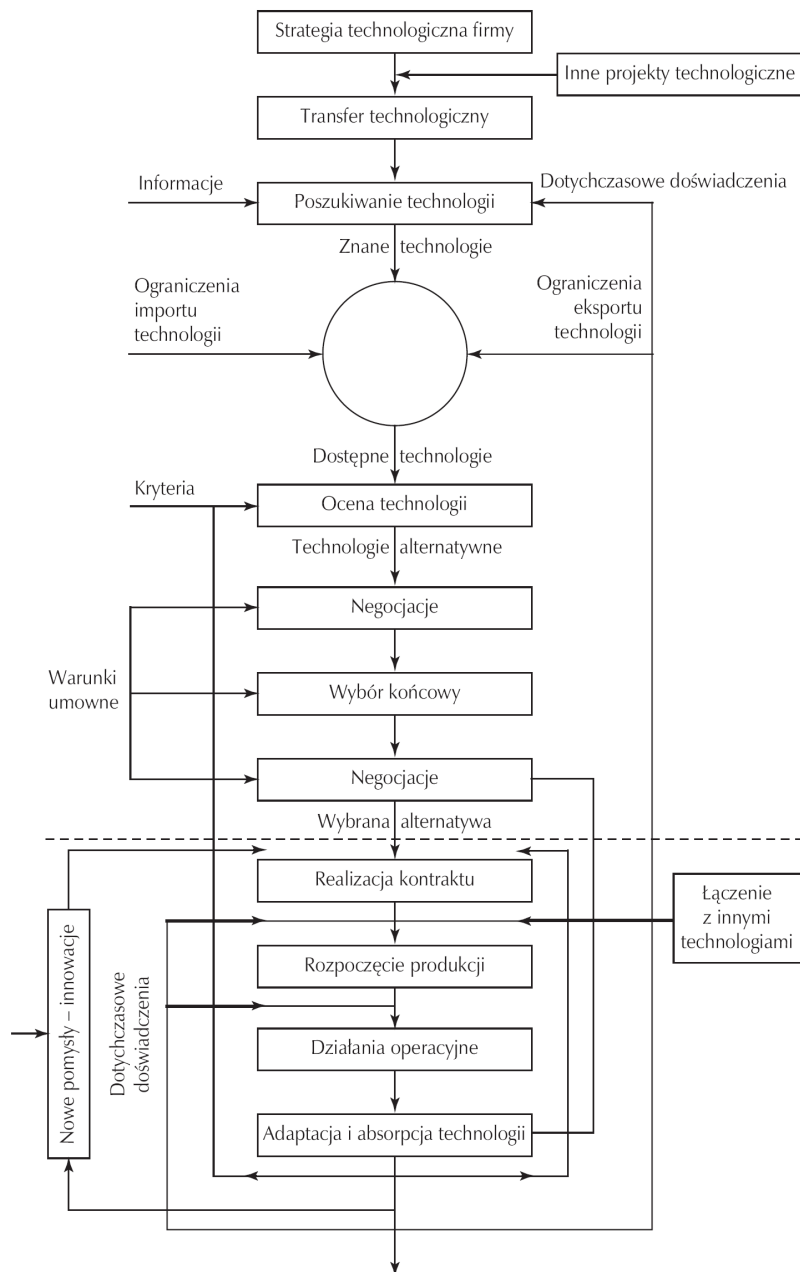 Strategia technologiczna firmy
Inne projekty technologiczne
Transfer technologiczny
Informacje
Dotychczasowe doświadczenia
Poszukiwanie technologii
Znane technologie
Ograniczenia
importu
technologii
Ograniczenia
eksportu
technologii
Dostępne technologie
Kryteria
Ocena technologii
Technologie alternatywne
Negocjacje
Warunki
umowne
Wybór końcowy
Negocjacje
Wybrana alternatywa
Realizacja kontraktu
Łączenie
z innymi
technologiami
Rozpoczęcie produkcji
Nowe pomysły – innowacje
Dotychczasowe
doświadczenia
Działania operacyjne
Adaptacja i absorpcja technologii